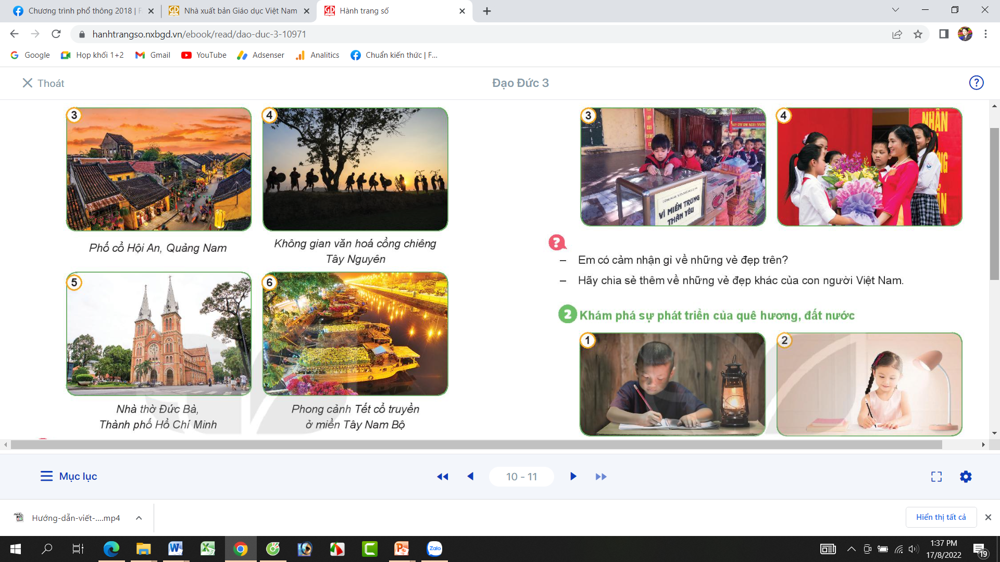 Chương trình phổ thông 2018 | F
Nhà xuất bản Giáo dục Việt Nam
Hành trang số
hanhtrangso.nxbgd.vn/ebook/read/dao-duc-3-10971
Google
Họp khối 1+2
Gmail
YouTube
Adsenser
Analitics
Chuẩn kiến thức | F...
Thoát
Đạo Đức 3
3
4
Phố cổ Hội An, Quảng Nam
Không gian văn hoá cồng chiêng
Tây Nguyên
5
6
Nhà thờ Đức Bà,
Thành phố Hồ Chí Minh
Phong cảnh Tết cổ truyền
ở miền Tây Nam Bộ
3
VÌ MIỀN TRUNG
THÂN YÊU
4
NHÂN
?
– Em có cảm nhận gì về những vẻ đẹp trên?
– Hãy chia sẻ thêm về những vẻ đẹp khác của con người Việt Nam.
2 Khám phá sự phát triển của quê hương, đất nước
1
2
Mục lục
10 - 11
Hướng-dẫn-viết-....mp4
Hiển thị tất cả
Zalo
1:37 PM
17/8/2022
19